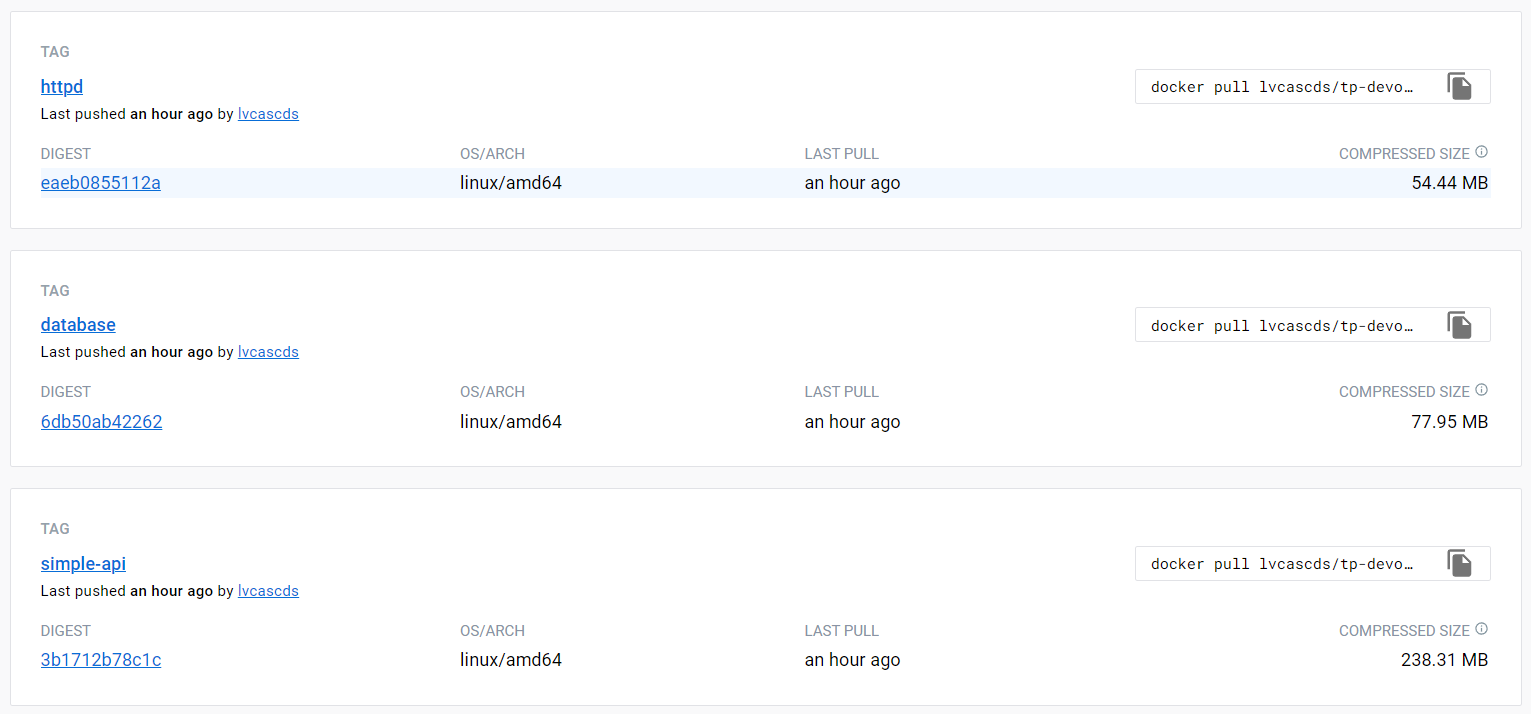 TAG
httpd
docker pull lvcascds/tp-devo…
Last pushed an hour ago by lvcascds
DIGEST OS/ARCH LAST PULL COMPRESSED SIZE
eaeb0855112a linux/amd64 an hour ago 54.44 MB
TAG
database
docker pull lvcascds/tp-devo…
Last pushed an hour ago by lvcascds
DIGEST OS/ARCH LAST PULL COMPRESSED SIZE
6db50ab42262 linux/amd64 an hour ago 77.95 MB
TAG
simple-api
docker pull lvcascds/tp-devo…
Last pushed an hour ago by lvcascds
DIGEST OS/ARCH LAST PULL COMPRESSED SIZE
3b1712b78c1c linux/amd64 an hour ago 238.31 MB